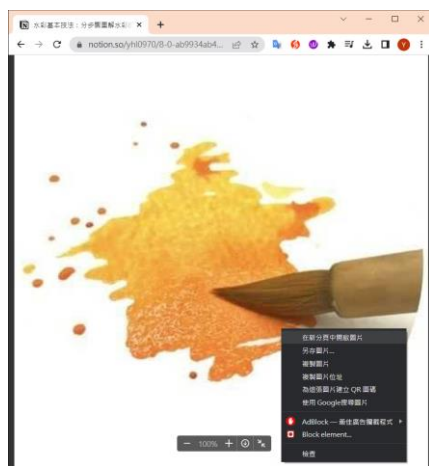 水彩基本技法：分步驟圖解水彩
notion.so/yhl0970/8-0-ab9934ab4...
Y
在新分頁中開啟圖片
另存圖片...
複製圖片
複製圖片位址
為這張圖片建立 QR 圖碼
使用 Google搜尋圖片
AdBlock — 最佳廣告攔截程式
Block element...
檢查
100%